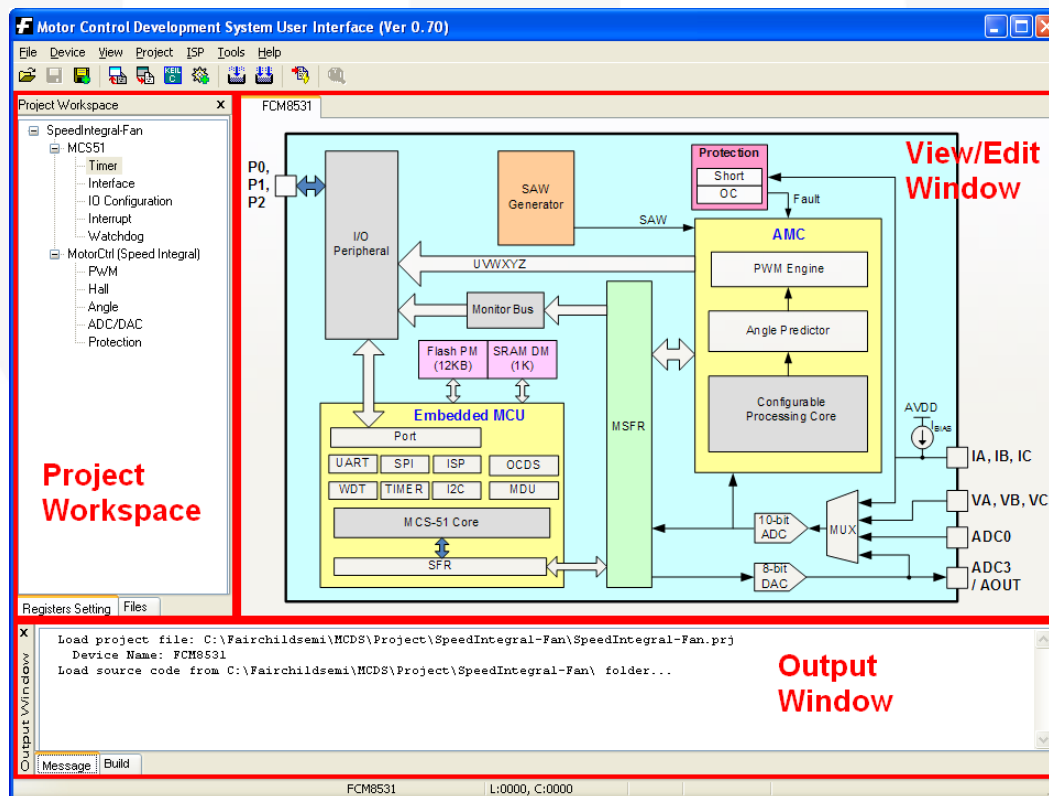 Motor Control Development System User Interface (Ver 0.70)
File Device View Project ISP Tools Help
KEIL
C
Project Workspace x
SpeedIntegral-Fan
MCS51
Timer
Interface
IO Configuration
Interrupt
Watchdog
MotorCtrl (Speed Integral)
PWM
Hall
Angle
ADC/DAC
Protection
Project
Workspace
Registers Setting Files
FCM8531
View/Edit
Window
P0,
P1,
P2
I/O
Peripheral
SAW
Generator
Protection
Short
OC
Fault
SAW
AMC
UVWXYZ
PWM Engine
Monitor Bus
Angle Predictor
Flash PM
(12KB)
SRAM DM
(1K)
Configurable
Processing Core
Embedded MCU
Port
UART SPI ISP OCDS
WDT TIMER I2C MDU
MCS-51 Core
SFR
MSFR
AVDD
IBIAS
IA, IB, IC
VA, VB, VC
10-bit
ADC
MUX
ADC0
8-bit
DAC
ADC3
/ AOUT
x
Output Window
Load project file: C:\Fairchildsemi\MCDS\Project\SpeedIntegral-Fan\SpeedIntegral-Fan.prj
Device Name: FCM8531
Load source code from C:\Fairchildsemi\MCDS\Project\SpeedIntegral-Fan\ folder...
Output
Window
Message Build
FCM8531 L:0000, C:0000